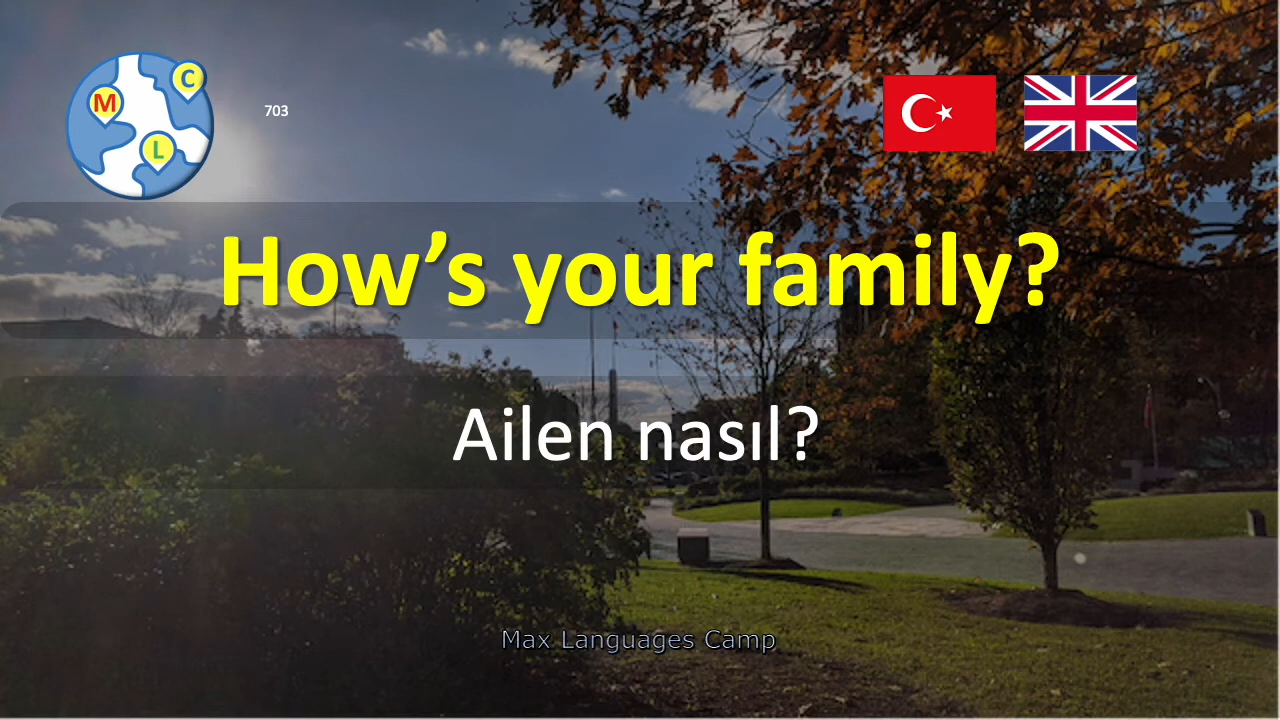 C
M
L
703
How’s your family?
Ailen nasıl?
Max Languages Camp